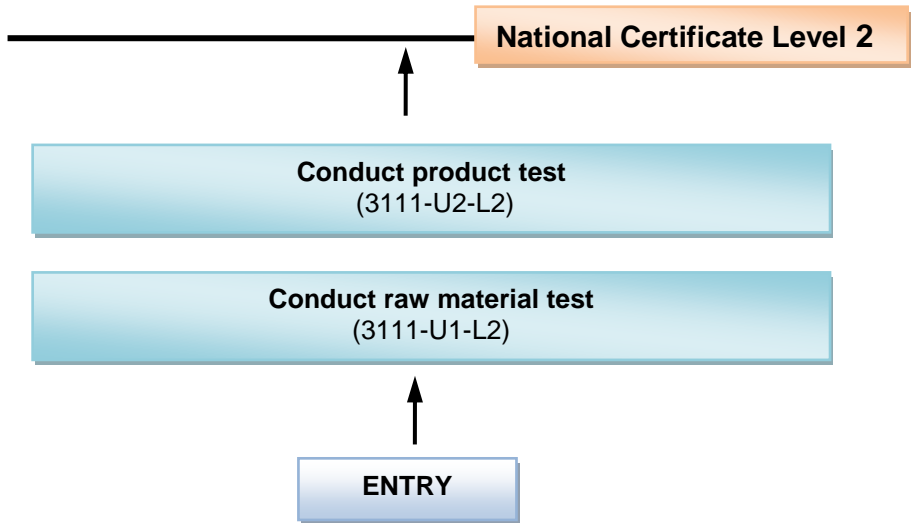 National Certificate Level 2
Conduct product test
(3111-U2-L2)
Conduct raw material test
(3111-U1-L2)
ENTRY